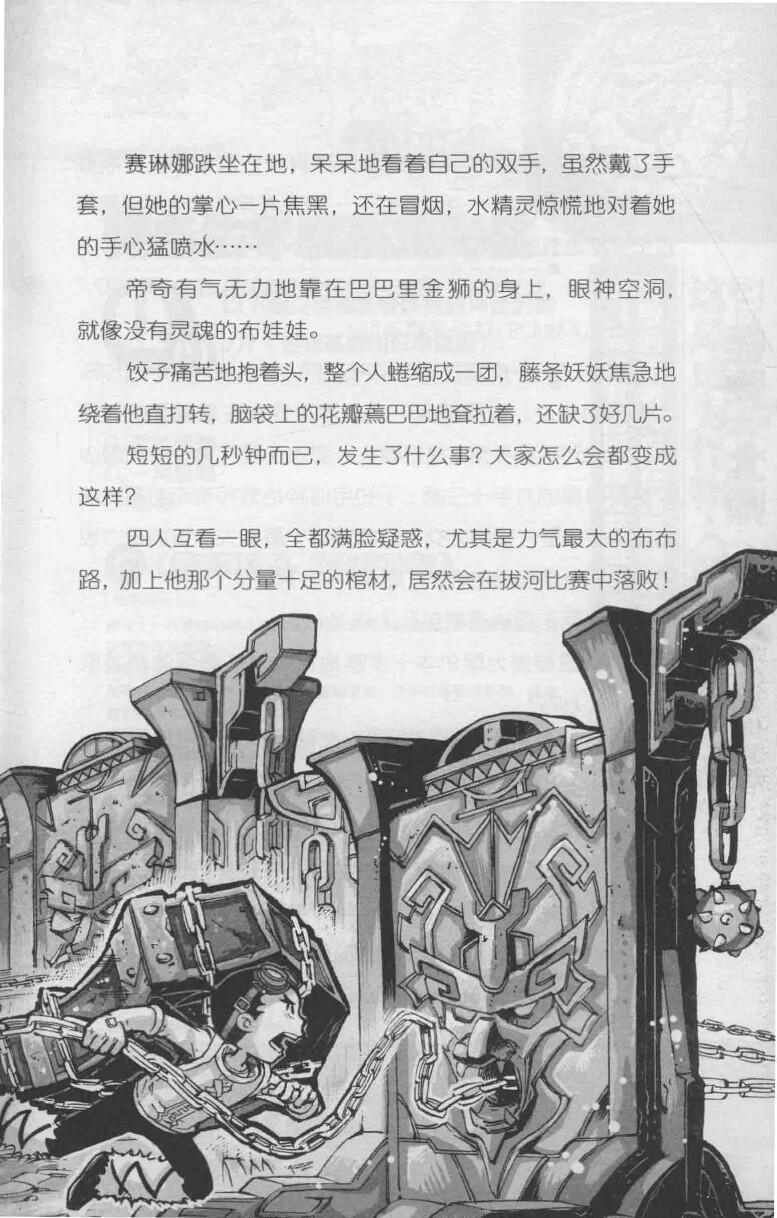 赛琳娜跌坐在地，呆呆地看着自己的双手，虽然戴了手
套，但她的掌心一片焦黑，还在冒烟，水精灵惊慌地对着她
的手心猛喷水……
帝奇有气无力地靠在巴巴里金狮的身上，眼神空洞，
就像没有灵魂的布娃娃。
饺子痛苦地抱着头，整个人蜷缩成一团，藤条妖妖焦急地
绕着他直打转，脑袋上的花瓣蔫巴巴地耷拉着，还缺了好几片。
短短的几秒钟而已，发生了什么事？大家怎么会都变成
这样？
四人互看一眼，全都满脸疑惑，尤其是力气最大的布布
路，加上他那个分量十足的棺材，居然会在拔河比赛中落败！